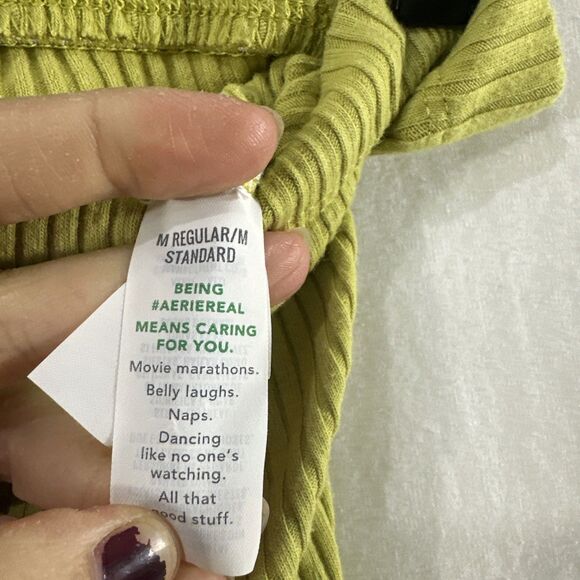 M REGULAR/M
STANDARD
BEING
#AERIEREAL
MEANS CARING
FOR YOU.
Movie marathons.
Belly laughs.
Naps.
Dancing
like no one's
watching.
All that
good stuff.